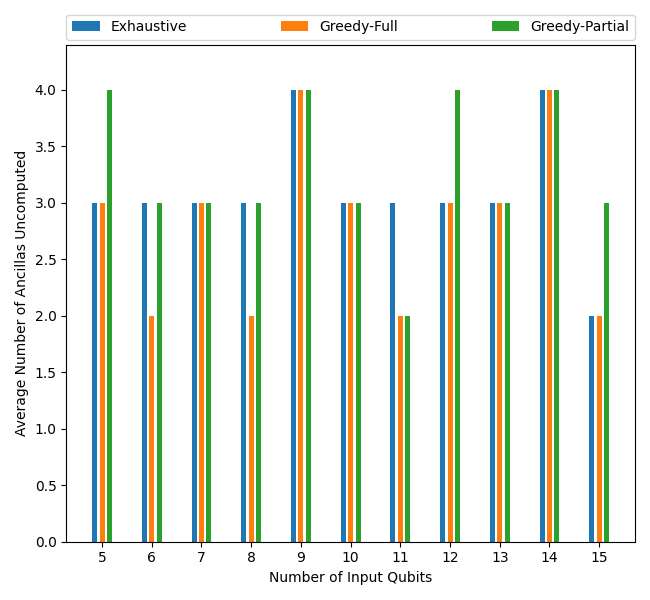 Exhaustive Greedy-Full Greedy-Partial
Average Number of Ancillas Uncomputed
4.0
3.5
3.0
2.5
2.0
1.5
1.0
0.5
0.0
5 6 7 8 9 10 11 12 13 14 15
Number of Input Qubits